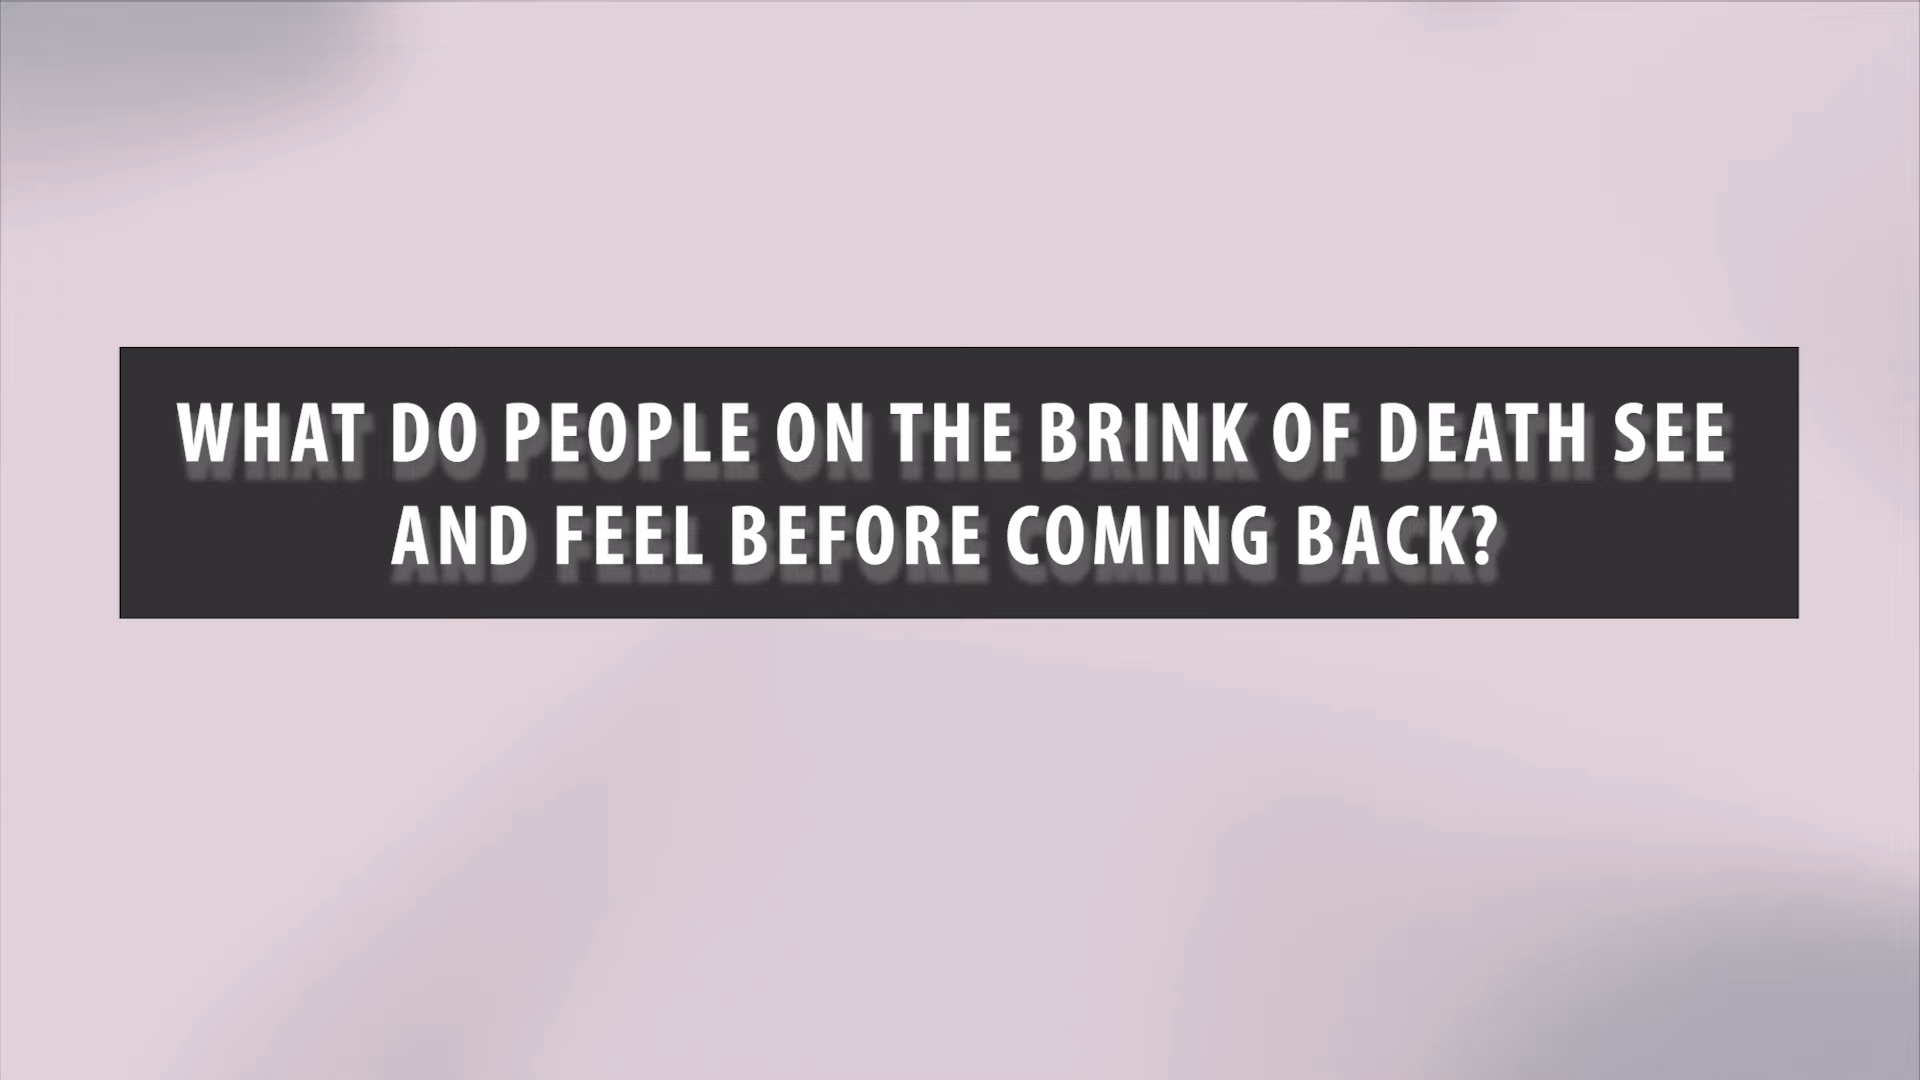 WHAT DO PEOPLE ON THE BRINK OF DEATH SEE
AND FEEL BEFORE COMING BACK?